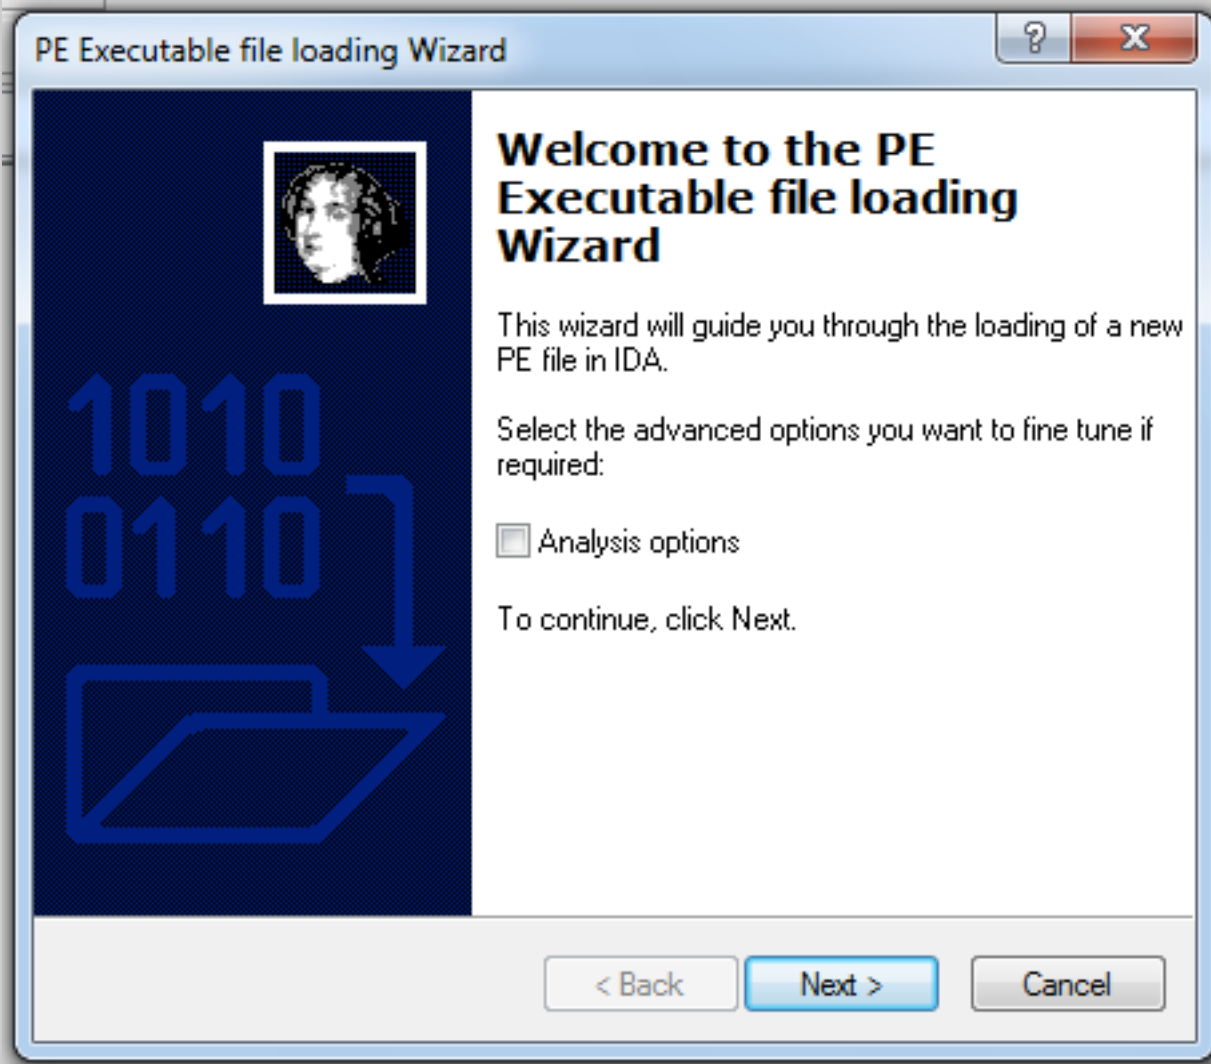 PE Executable file loading Wizard
Welcome to the PE
Executable file loading
Wizard
This wizard will guide you through the loading of a new
PE file in IDA.
Select the advanced options you want to fine tune if
required:
Analysis options
To continue, click Next.
1010
0110
< Back
Next >
Cancel